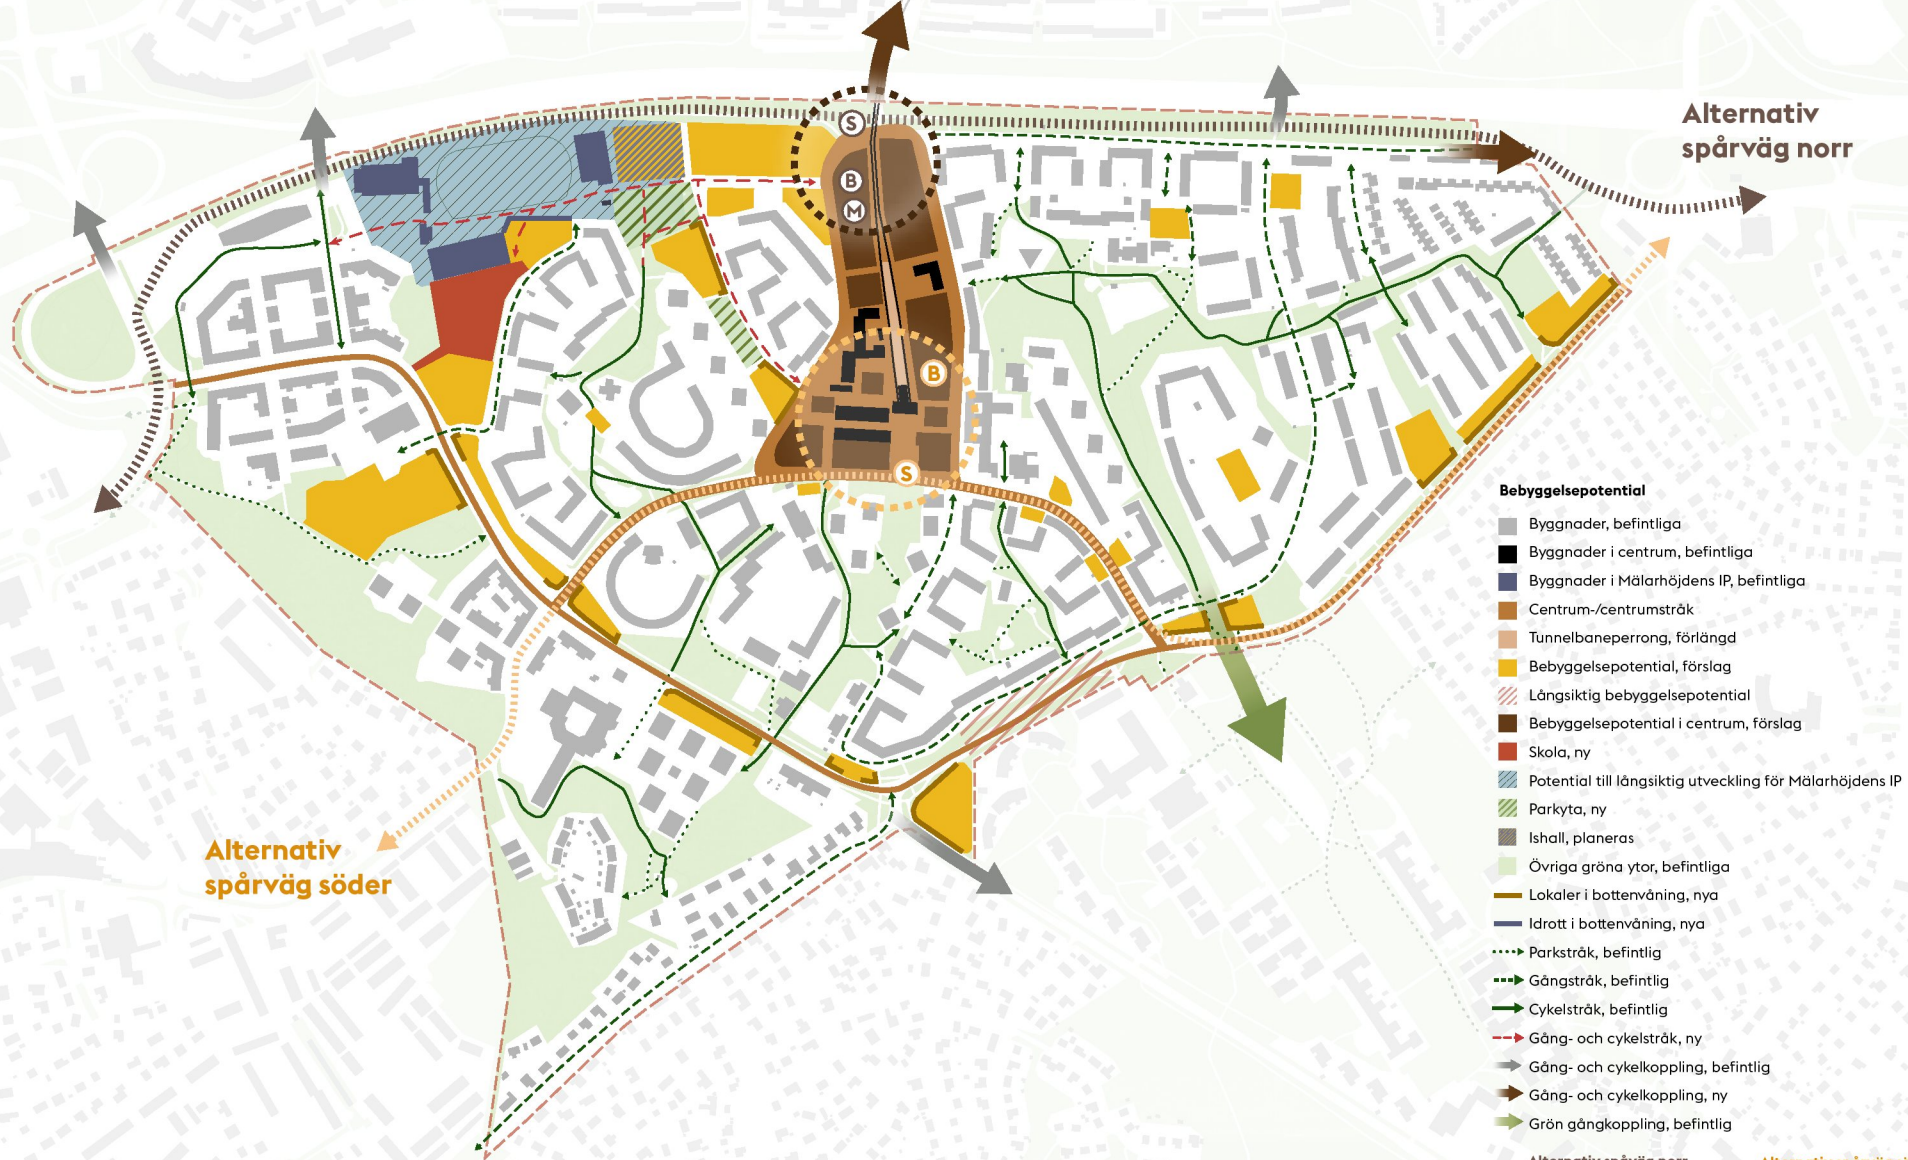 Alternativ
spårväg norr
S
B
M
B
S
Alternativ
spårväg söder
Bebyggelsepotential
Byggnader, befintliga
Byggnader i centrum, befintliga
Byggnader i Mälarhöjdens IP, befintliga
Centrum-/centrumstråk
Tunnelbaneperrong, förlängd
Bebyggelsepotential, förslag
Långsiktig bebyggelsepotential
Bebyggelsepotential i centrum, förslag
Skola, ny
Potential till långsiktig utveckling för Mälarhöjdens IP
Parkyta, ny
Ishall, planeras
Övriga gröna ytor, befintliga
Lokaler i bottenvåning, nya
Idrott i bottenvåning, nya
Parkstråk, befintlig
Gångstråk, befintlig
Cykelstråk, befintlig
Gång- och cykelstråk, ny
Gång- och cykelkoppling, befintlig
Gång- och cykelkoppling, ny
Grön gångkoppling, befintlig